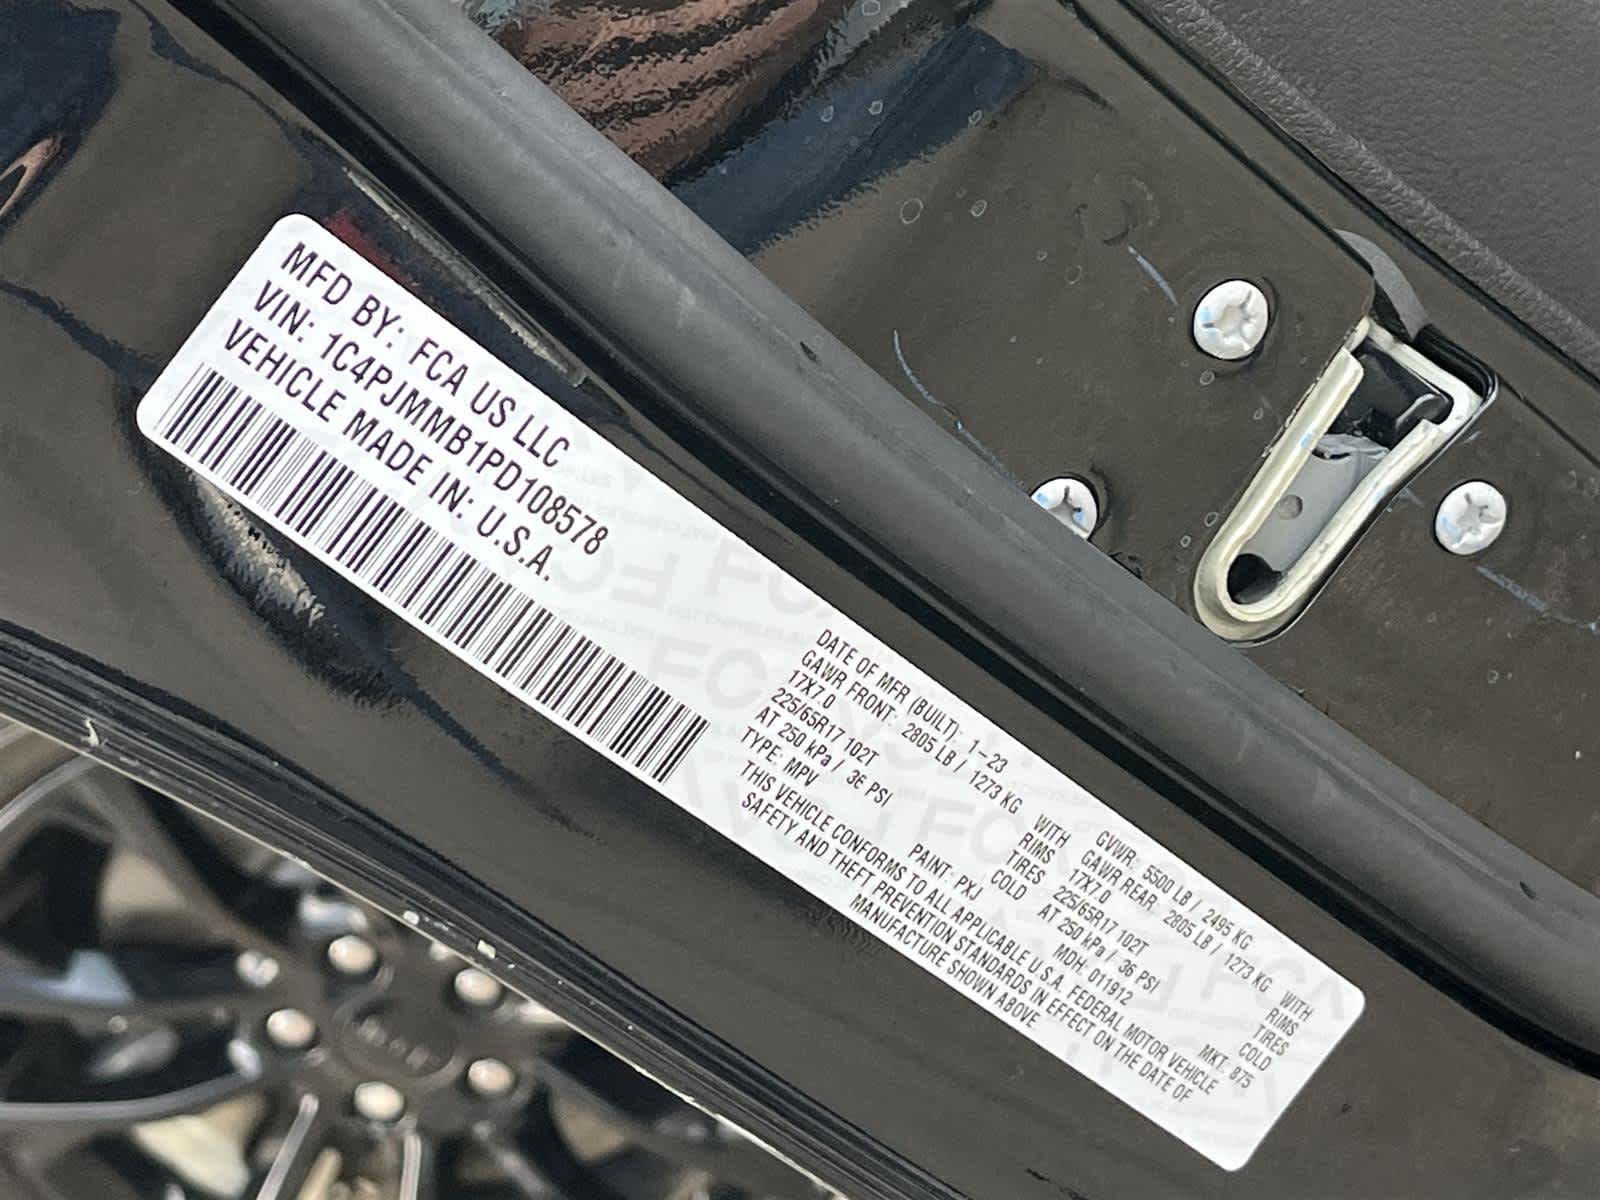 MFD BY: FCA US LLC
VIN: 1C4PJMMB1PD108578
VEHICLE MADE IN: U.S.A.
DATE OF MFR (BUILT): 1-23 GVWR: 5500 LB / 2495 KG
GAWR FRONT: 2805 LB / 1273 KG WITH GAWR REAR: 2805 LB / 1273 KG WITH
17X7.0 RIMS 17X7.0 RIMS
225/65R17 102T TIRES 225/65R17 102T TIRES
AT 250 kPa / 36 PSI COLD AT 250 kPa / 36 PSI COLD
TYPE: MPV PAINT: PXJ MDH: 011912 MKT: 875
THIS VEHICLE CONFORMS TO ALL APPLICABLE U.S.A. FEDERAL MOTOR VEHICLE
SAFETY AND THEFT PREVENTION STANDARDS IN EFFECT ON THE DATE OF
MANUFACTURE SHOWN ABOVE.